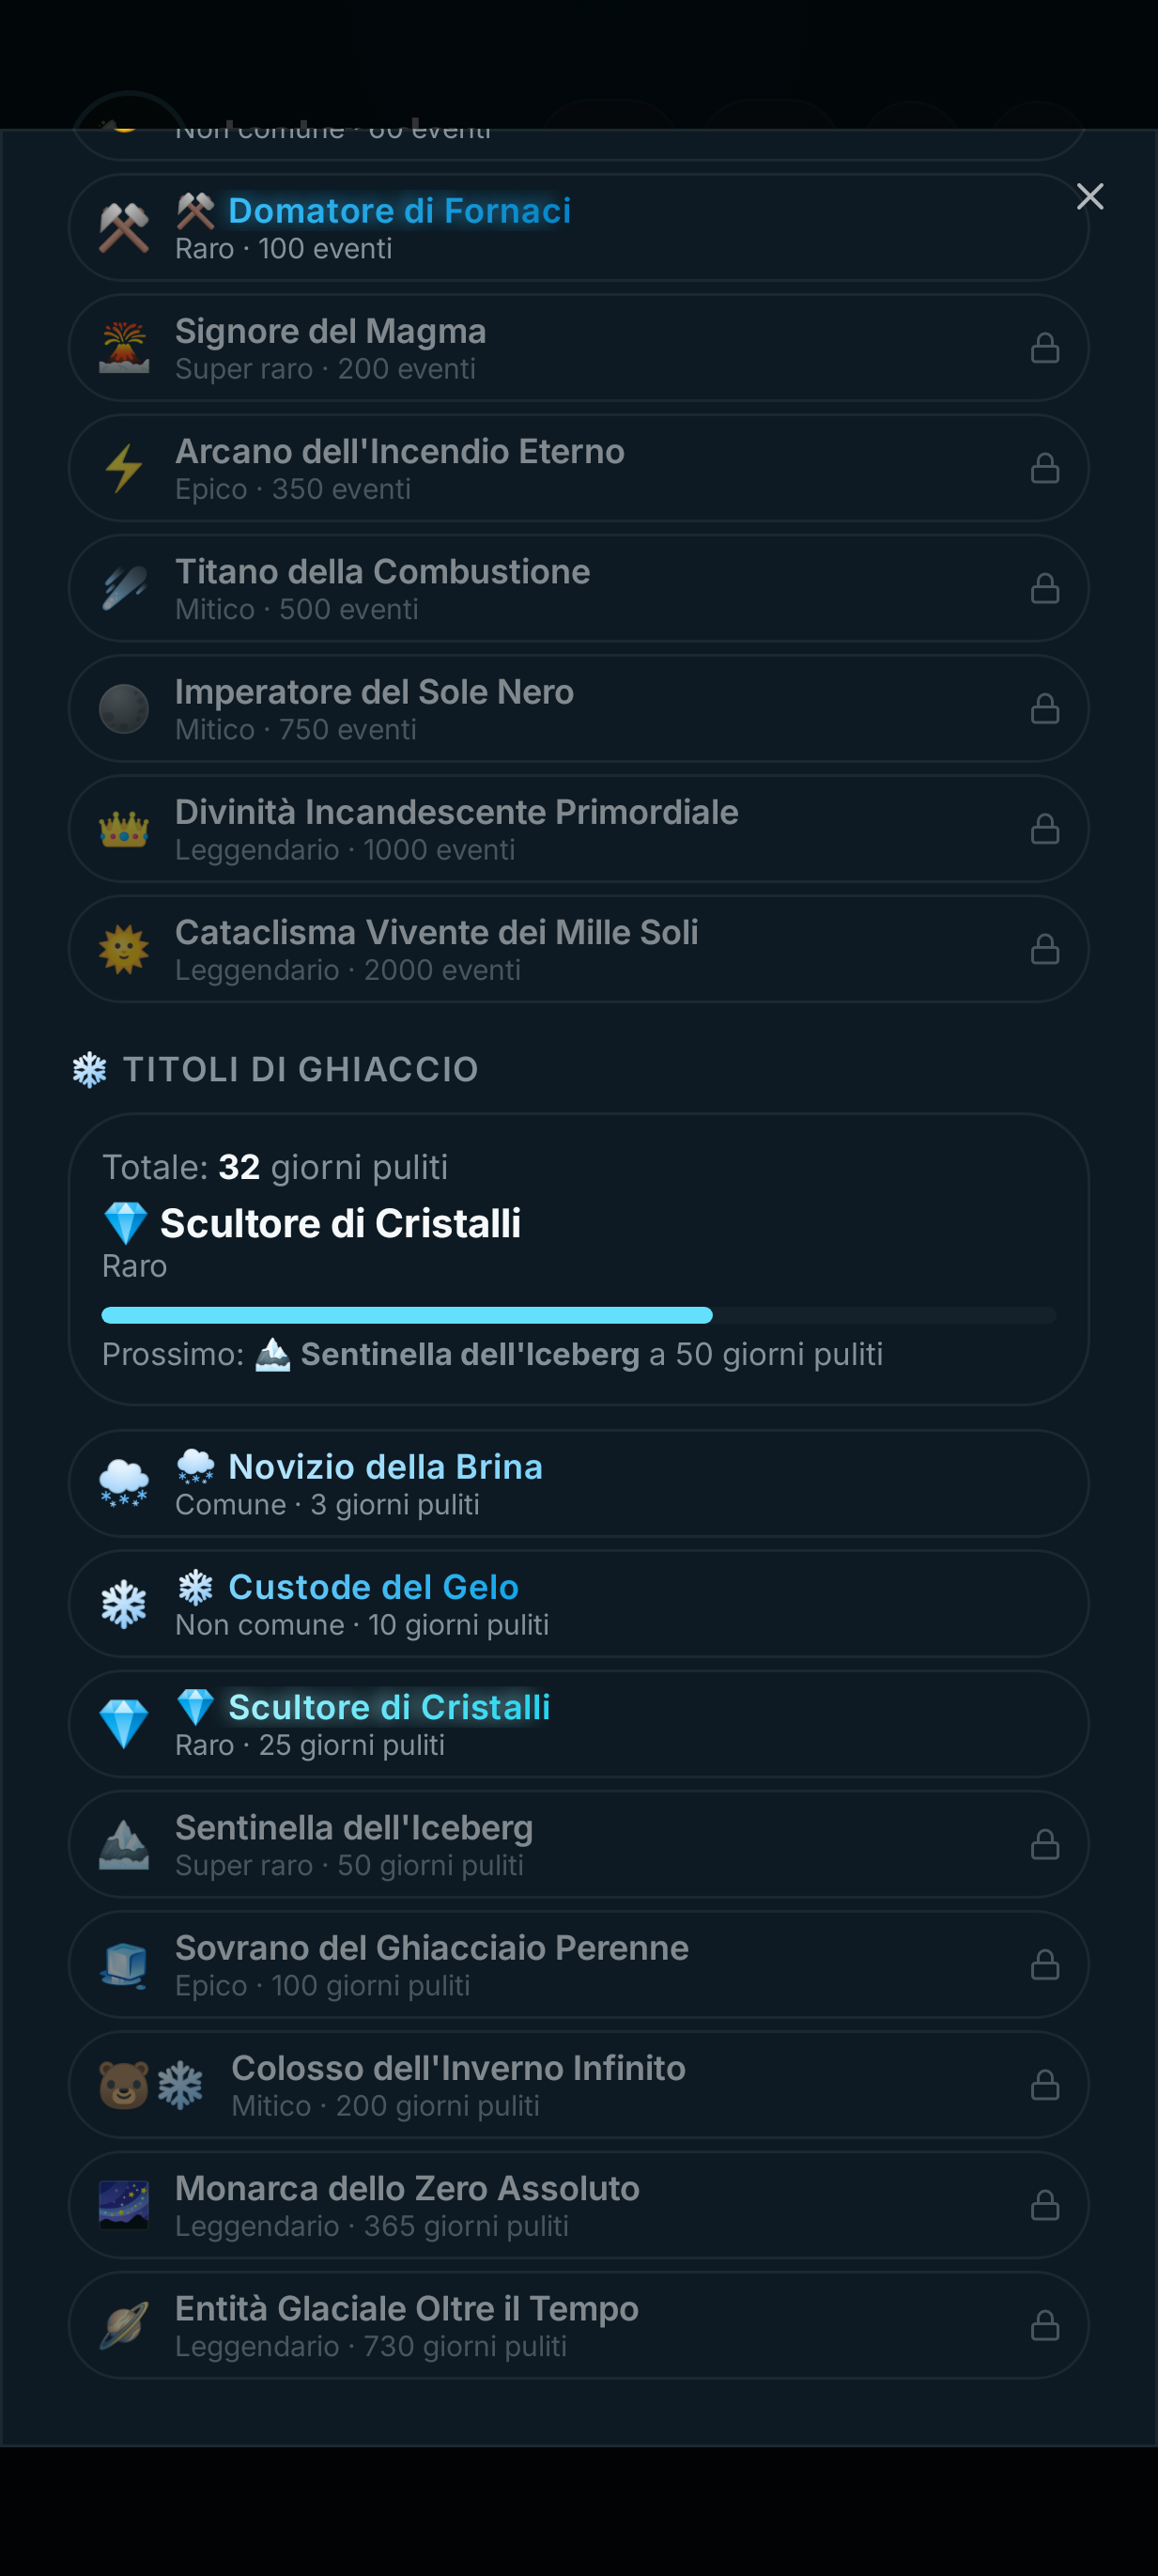 Non comune · 60 eventi
Domatore di Fornaci
Raro · 100 eventi
Signore del Magma
Super raro · 200 eventi
Arcano dell'Incendio Eterno
Epico · 350 eventi
Titano della Combustione
Mitico · 500 eventi
Imperatore del Sole Nero
Mitico · 750 eventi
Divinità Incandescente Primordiale
Leggendario · 1000 eventi
Cataclisma Vivente dei Mille Soli
Leggendario · 2000 eventi
TITOLI DI GHIACCIO
Totale: 32 giorni puliti
Scultore di Cristalli
Raro
Prossimo: Sentinella dell'Iceberg a 50 giorni puliti
Novizio della Brina
Comune · 3 giorni puliti
Custode del Gelo
Non comune · 10 giorni puliti
Scultore di Cristalli
Raro · 25 giorni puliti
Sentinella dell'Iceberg
Super raro · 50 giorni puliti
Sovrano del Ghiacciaio Perenne
Epico · 100 giorni puliti
Colosso dell'Inverno Infinito
Mitico · 200 giorni puliti
Monarca dello Zero Assoluto
Leggendario · 365 giorni puliti
Entità Glaciale Oltre il Tempo
Leggendario · 730 giorni puliti